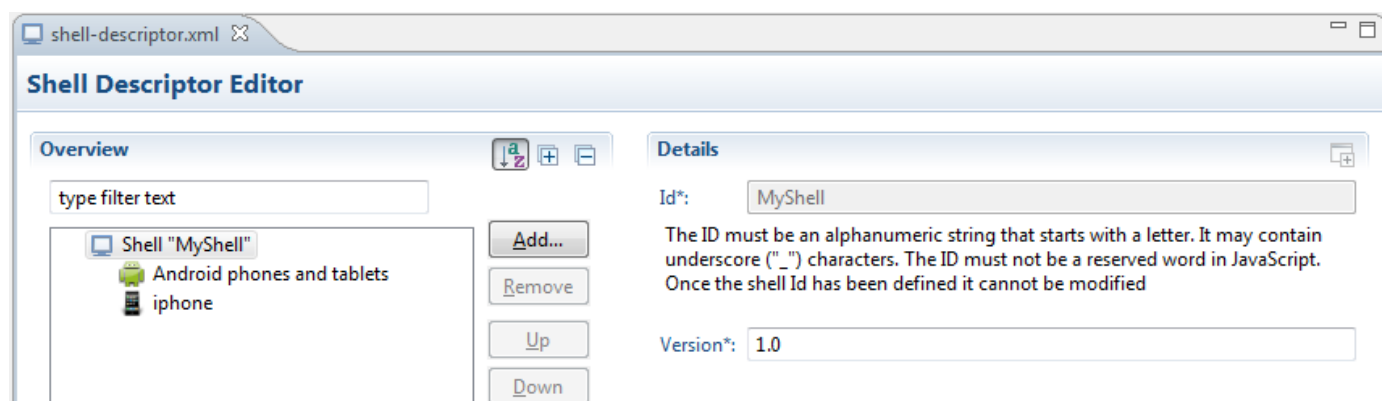 shell-descriptor.xml
Shell Descriptor Editor
Overview
type filter text
Shell "MyShell"
Android phones and tablets
iphone
Add...
Remove
Up
Down
Details
Id*: MyShell
The ID must be an alphanumeric string that starts with a letter. It may contain
underscore ("_") characters. The ID must not be a reserved word in JavaScript.
Once the shell Id has been defined it cannot be modified
Version*: 1.0